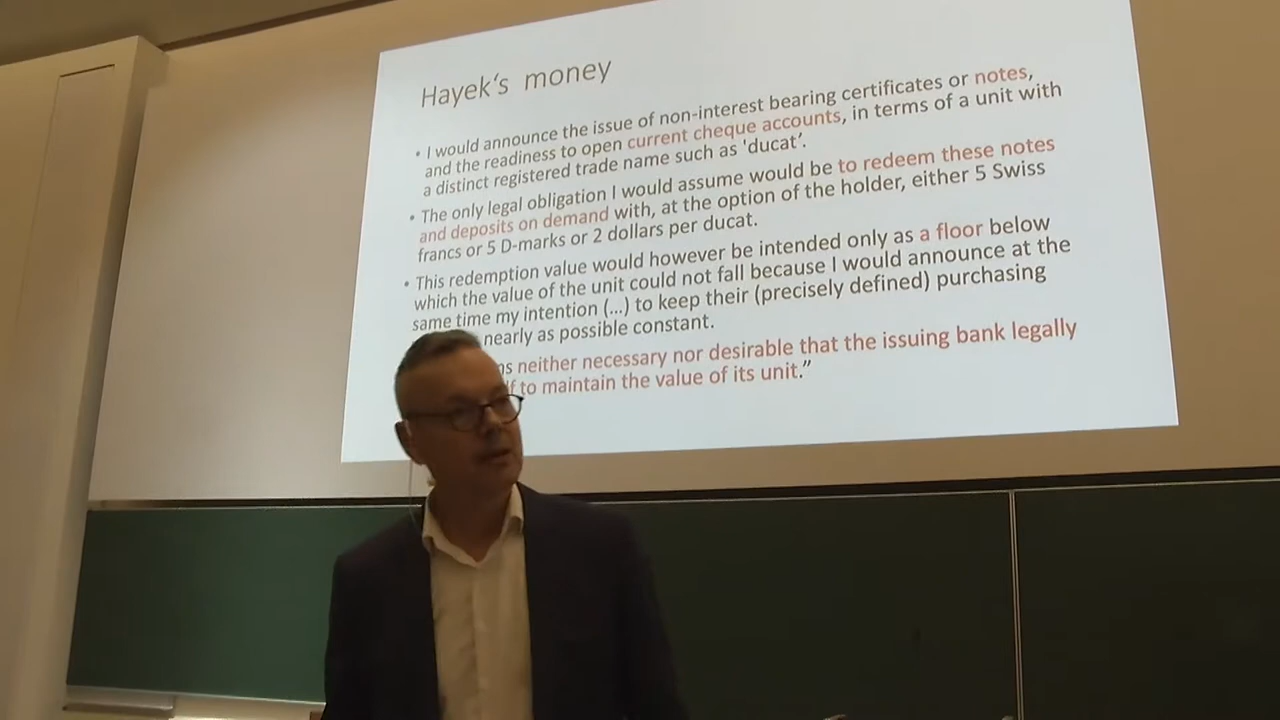 Hayek's money
• I would announce the issue of non-interest bearing certificates or notes,
and the readiness to open current cheque accounts, in terms of a unit with
a distinct registered trade name such as 'ducat'.
• The only legal obligation I would assume would be to redeem these notes
and deposits on demand with, at the option of the holder, either 5 Swiss
francs or 5 D-marks or 2 dollars per ducat.
• This redemption value would however be intended only as a floor below
which the value of the unit could not fall because I would announce at the
same time my intention (...) to keep their (precisely defined) purchasing
nearly as possible constant.
neither necessary nor desirable that the issuing bank legally
to maintain the value of its unit.”